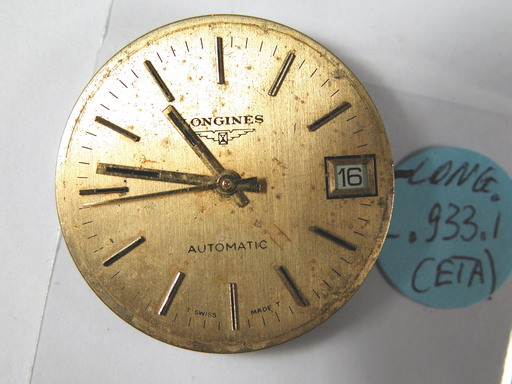 LONGINES
16
AUTOMATIC
T SWISS MADE T
LONG.
L.933.1
(ETA)